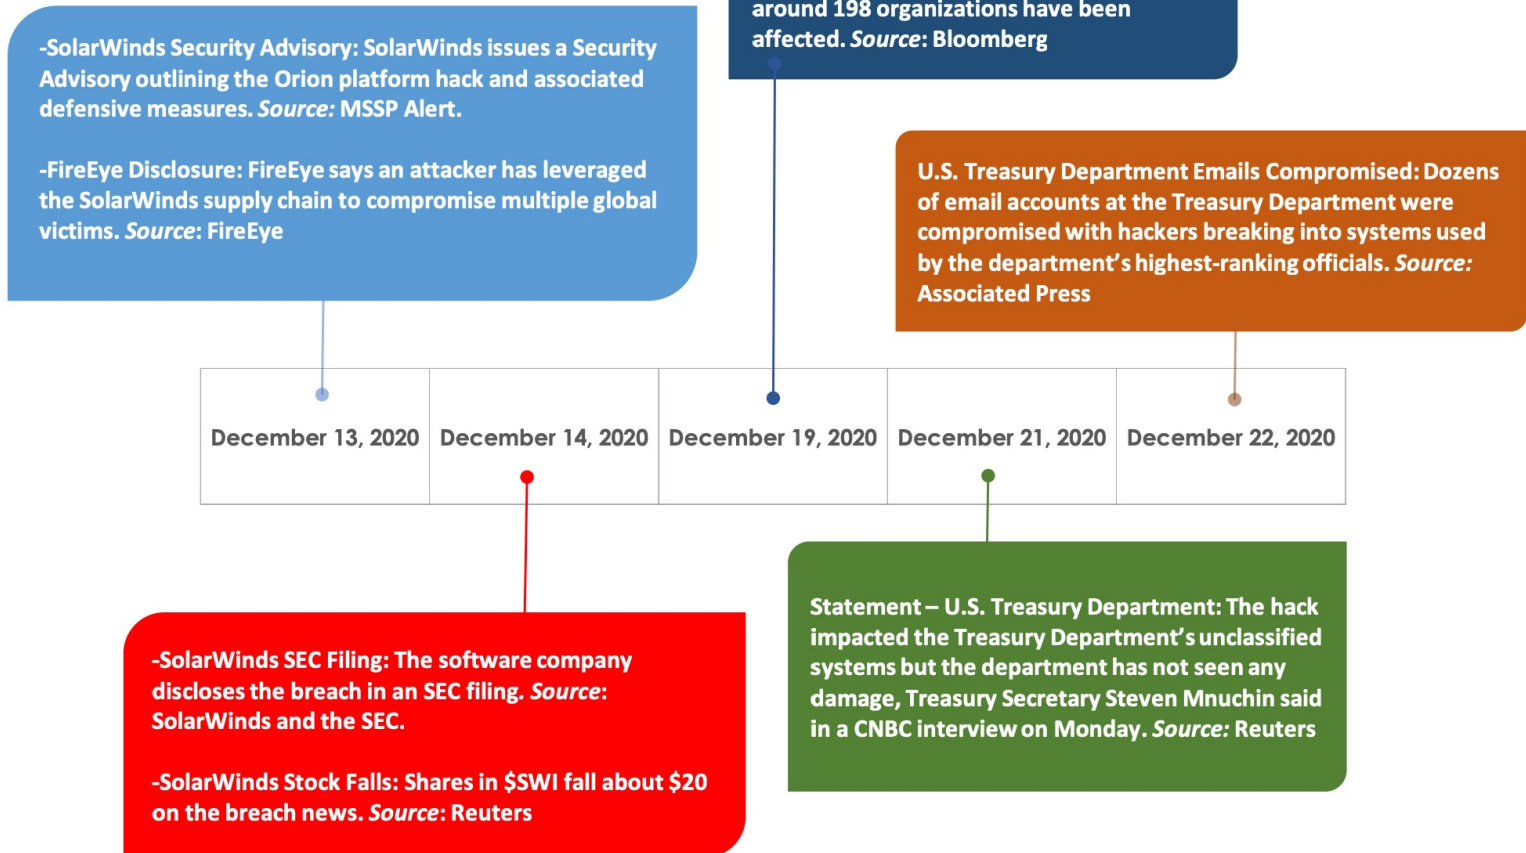 around 198 organizations have been
affected. Source: Bloomberg
-SolarWinds Security Advisory: SolarWinds issues a Security
Advisory outlining the Orion platform hack and associated
defensive measures. Source: MSSP Alert.
-FireEye Disclosure: FireEye says an attacker has leveraged
the SolarWinds supply chain to compromise multiple global
victims. Source: FireEye
U.S. Treasury Department Emails Compromised: Dozens
of email accounts at the Treasury Department were
compromised with hackers breaking into systems used
by the department's highest-ranking officials. Source:
Associated Press
December 13, 2020
December 14, 2020
December 19, 2020
December 21, 2020
December 22, 2020
-SolarWinds SEC Filing: The software company
discloses the breach in an SEC filing. Source:
SolarWinds and the SEC.
-SolarWinds Stock Falls: Shares in $SWI fall about $20
on the breach news. Source: Reuters
Statement – U.S. Treasury Department: The hack
impacted the Treasury Department's unclassified
systems but the department has not seen any
damage, Treasury Secretary Steven Mnuchin said
in a CNBC interview on Monday. Source: Reuters